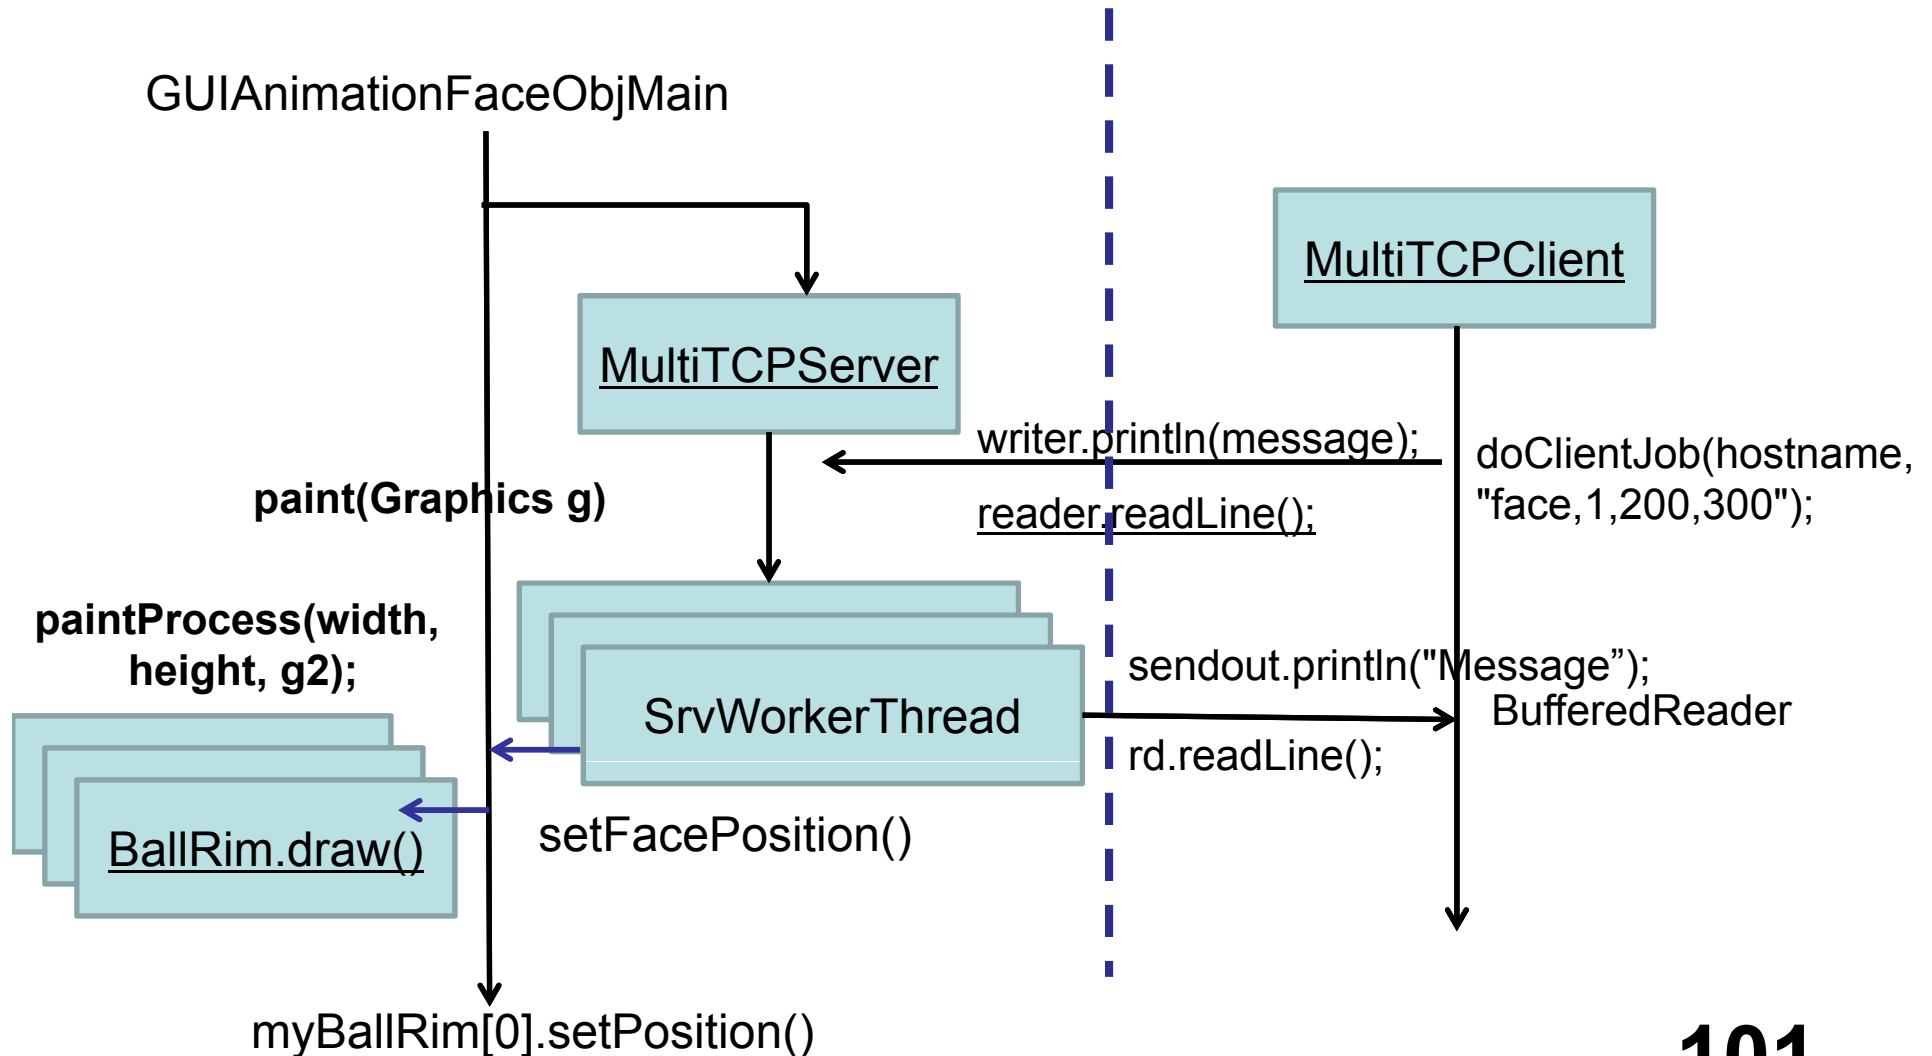 GUIAnimationFaceObjMain
MultiTCPClient
MultiTCPServer
writer.println(message);
doClientJob(hostname,
"face,1,200,300");
paint(Graphics g)
reader.readLine();
paintProcess(width,
height, g2);
sendout.println("Message”);
SrvWorkerThread
BufferedReader
rd.readLine();
BallRim.draw()
setFacePosition()
myBallRim[0].setPosition()
101